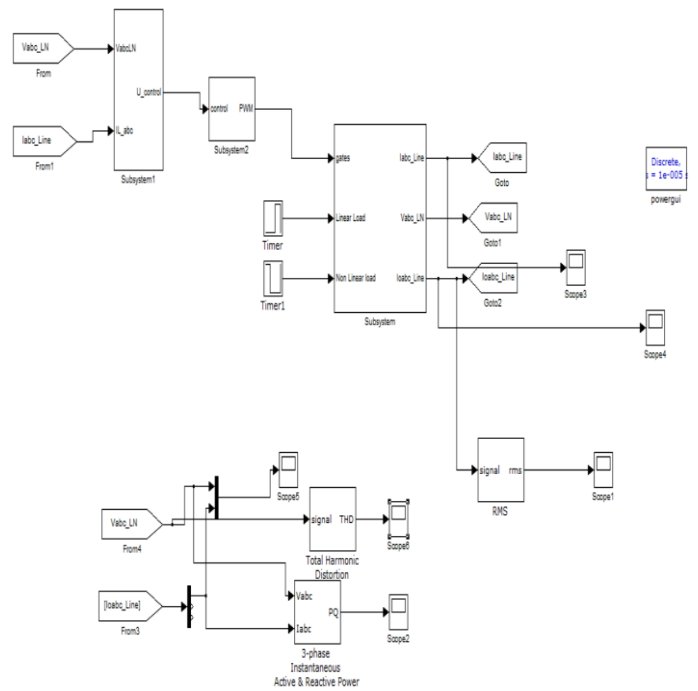 Vabc_LN
From
Iabc_Line
From1
VabcLN
IL_abc
U_control
Subsystem1
control PWM
Subsystem2
gates
Linear Load
Non Linear load
Iabc_Line
Vabc_LN
Ioabc_Line
Subsystem
Timer
Timer1
Iabc_Line
Goto
Vabc_LN
Goto1
Ioabc_Line
Goto2
Scope3
Scope4
Discrete,
s = 1e-005 s
powergui
signal rms
RMS
Scope1
Scope5
Vabc_LN
From4
signal THD
Total Harmonic
Distortion
Scope6
[Ioabc_Line]
From3
Vabc
Iabc
PQ
3-phase
Instantaneous
Active & Reactive Power
Scope2